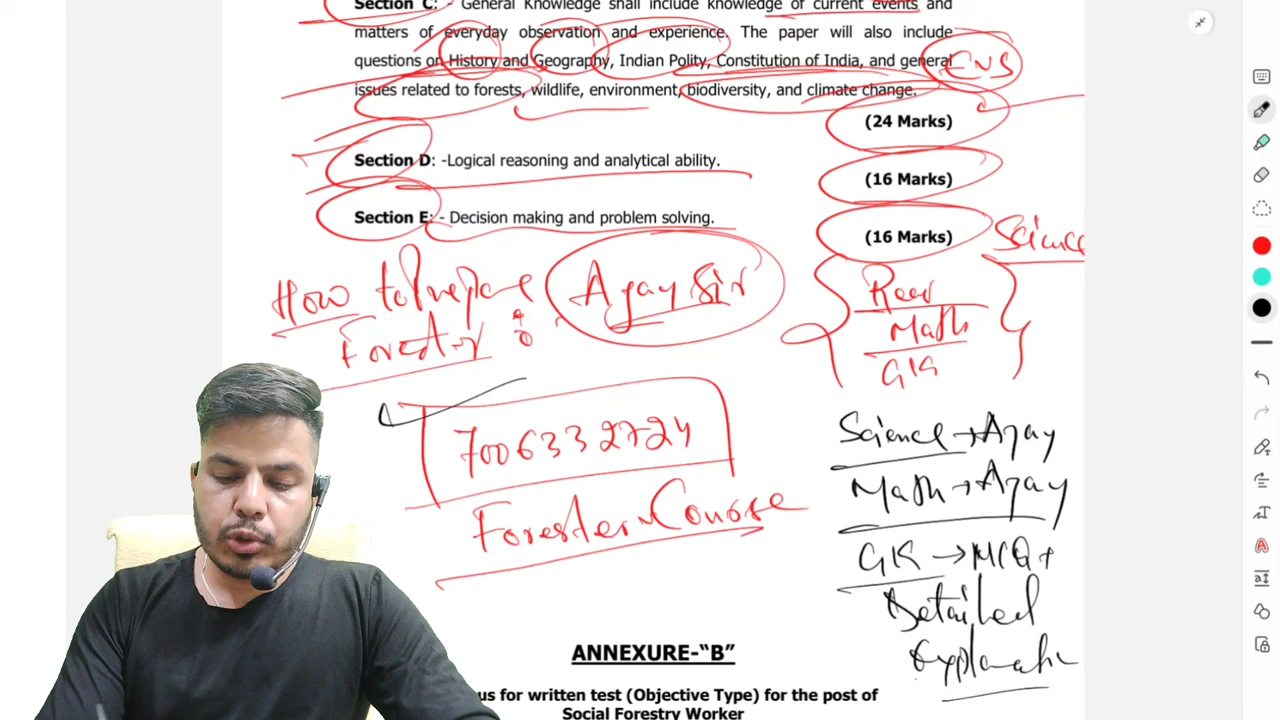 Section C: - General Knowledge shall include knowledge of current events and
matters of everyday observation and experience. The paper will also include
questions on History and Geography, Indian Polity, Constitution of India, and general
issues related to forests, wildlife, environment, biodiversity, and climate change.
EVS
(24 Marks)
Section D: -Logical reasoning and analytical ability.
(16 Marks)
Section E: - Decision making and problem solving.
(16 Marks)
Science
How to Prepare
Forester :
Ajay Sir
Math
GK
7006332724
Forester Course
Science → Ajay
Math → Ajay
GK → MCQ +
Detailed
ANNEXURE-“B”
us for written test (Objective Type) for the post of
Social Forestry Worker